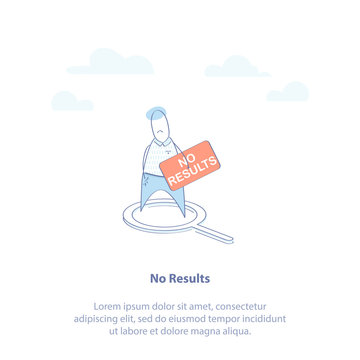 NO
RESULTS
No Results
Lorem ipsum dolor sit amet, consectetur
adipiscing elit, sed do eiusmod tempor incididunt
ut labore et dolore magna aliqua.